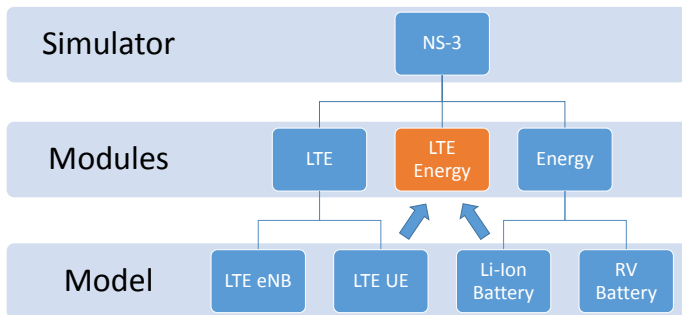 Simulator
NS-3
Modules
LTE
LTE
Energy
Energy
Model
LTE eNB
LTE UE
Li-Ion
Battery
RV
Battery